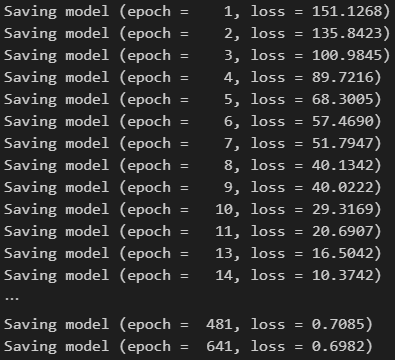 Saving model (epoch =    1, loss = 151.1268)
Saving model (epoch =    2, loss = 135.8423)
Saving model (epoch =    3, loss = 100.9845)
Saving model (epoch =    4, loss = 89.7216)
Saving model (epoch =    5, loss = 68.3005)
Saving model (epoch =    6, loss = 57.4690)
Saving model (epoch =    7, loss = 51.7947)
Saving model (epoch =    8, loss = 40.1342)
Saving model (epoch =    9, loss = 40.0222)
Saving model (epoch =   10, loss = 29.3169)
Saving model (epoch =   11, loss = 20.6907)
Saving model (epoch =   13, loss = 16.5042)
Saving model (epoch =   14, loss = 10.3742)
...
Saving model (epoch =  481, loss = 0.7085)
Saving model (epoch =  641, loss = 0.6982)